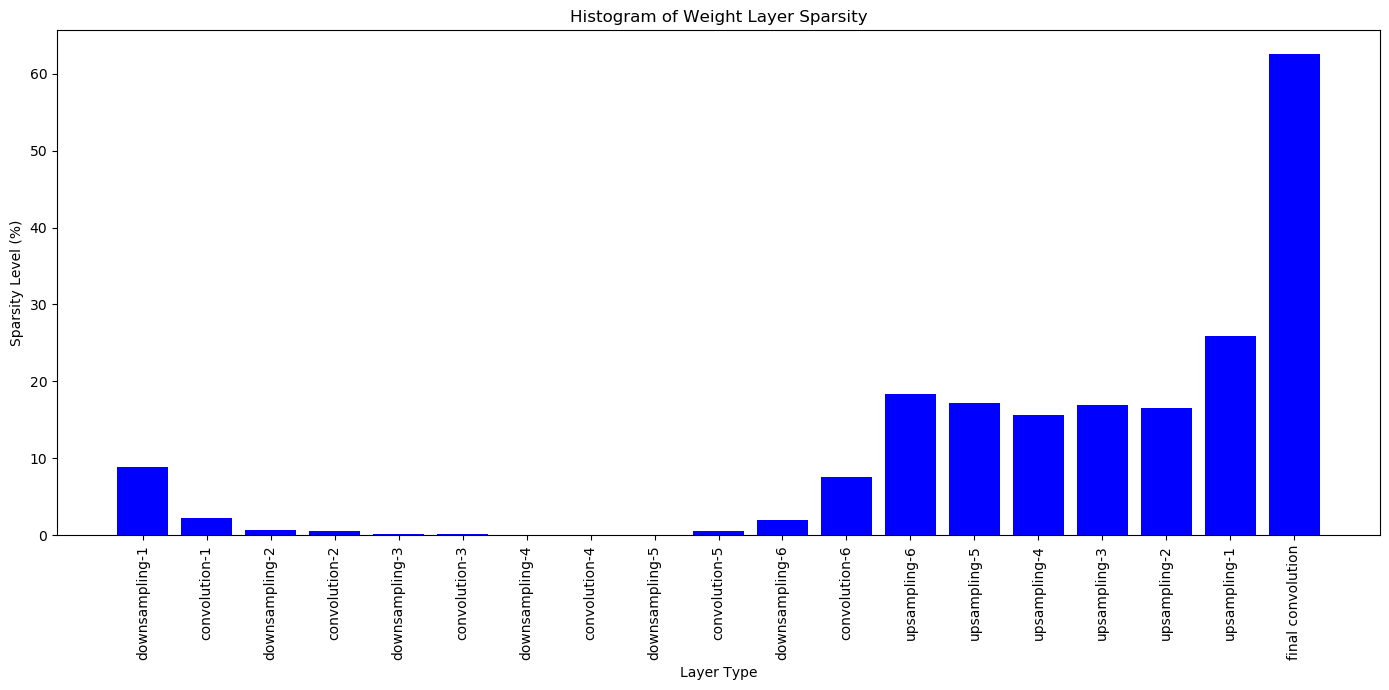 Histogram of Weight Layer Sparsity
Sparsity Level (%)
60
50
40
30
20
10
0
downsampling-1
convolution-1
downsampling-2
convolution-2
downsampling-3
convolution-3
downsampling-4
convolution-4
downsampling-5
convolution-5
downsampling-6
convolution-6
upsampling-6
upsampling-5
upsampling-4
upsampling-3
upsampling-2
upsampling-1
final convolution
Layer Type